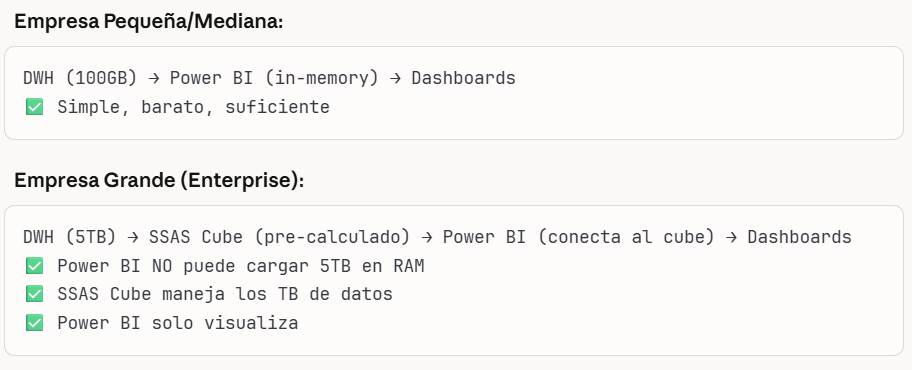 Empresa Pequeña/Mediana:
DWH (100GB) → Power BI (in-memory) → Dashboards
✅ Simple, barato, suficiente
Empresa Grande (Enterprise):
DWH (5TB) → SSAS Cube (pre-calculado) → Power BI (conecta al cube) → Dashboards
✅ Power BI NO puede cargar 5TB en RAM
✅ SSAS Cube maneja los TB de datos
✅ Power BI solo visualiza